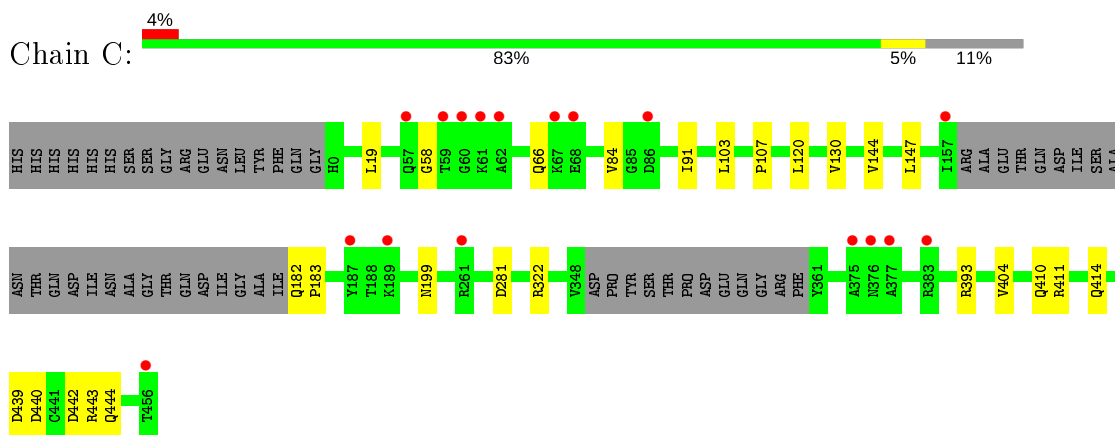 4%
Chain C:
83% 5% 11%
HIS HIS HIS HIS HIS HIS SER SER GLY ARG GLU ASN LEU TYR PHE GLN GLY H0 L19 Q57 G58 T59 G60 K61 A62 Q66 K67 E68 V84 G85 D86 I91 L103 P107 L120 V130 V144 L147 I157 ARG ALA GLU THR GLN ASP ILE SER ALA
ASN THR GLN ASP ILE ASN ALA GLY THR GLN ASP ILE GLY ALA ILE Q182 P183 Y187 T188 K189 N199 R261 D281 R322 V348 ASP PRO TYR SER THR PRO ASP GLU GLN GLY ARG PHE Y361 A375 N376 A377 R383 R393 V404 Q410 R411 Q414
D439 D440 C441 D442 R443 Q444 T456